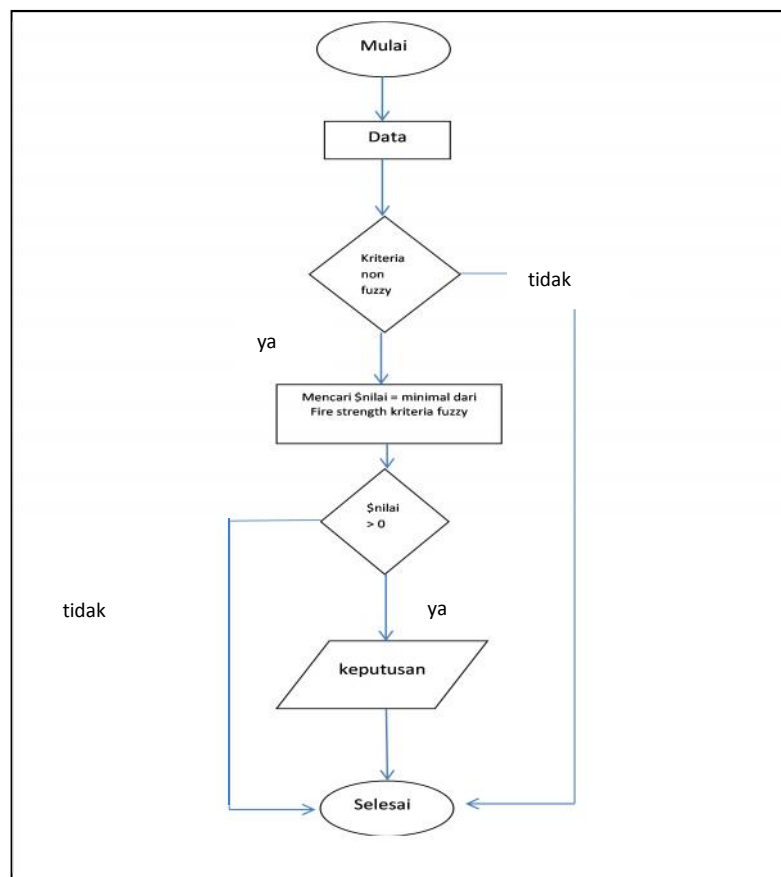 Mulai
Data
Kriteria
non
fuzzy
tidak
ya
Mencari $nilai = minimal dari
Fire strength kriteria fuzzy
$nilai
> 0
tidak
ya
keputusan
Selesai